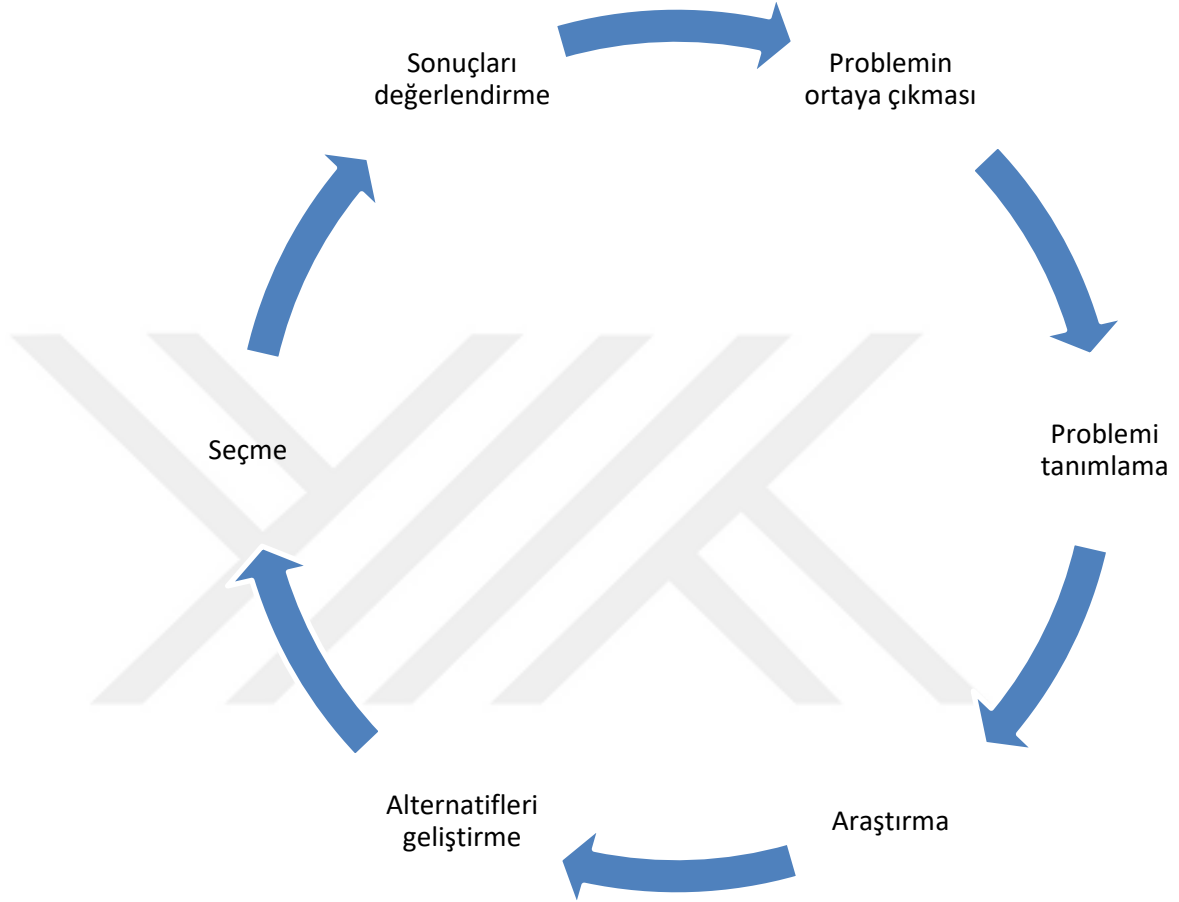 Problemin
ortaya çıkması
Problemi
tanımlama
Araştırma
Alternatifleri
geliştirme
Seçme
Sonuçları
değerlendirme